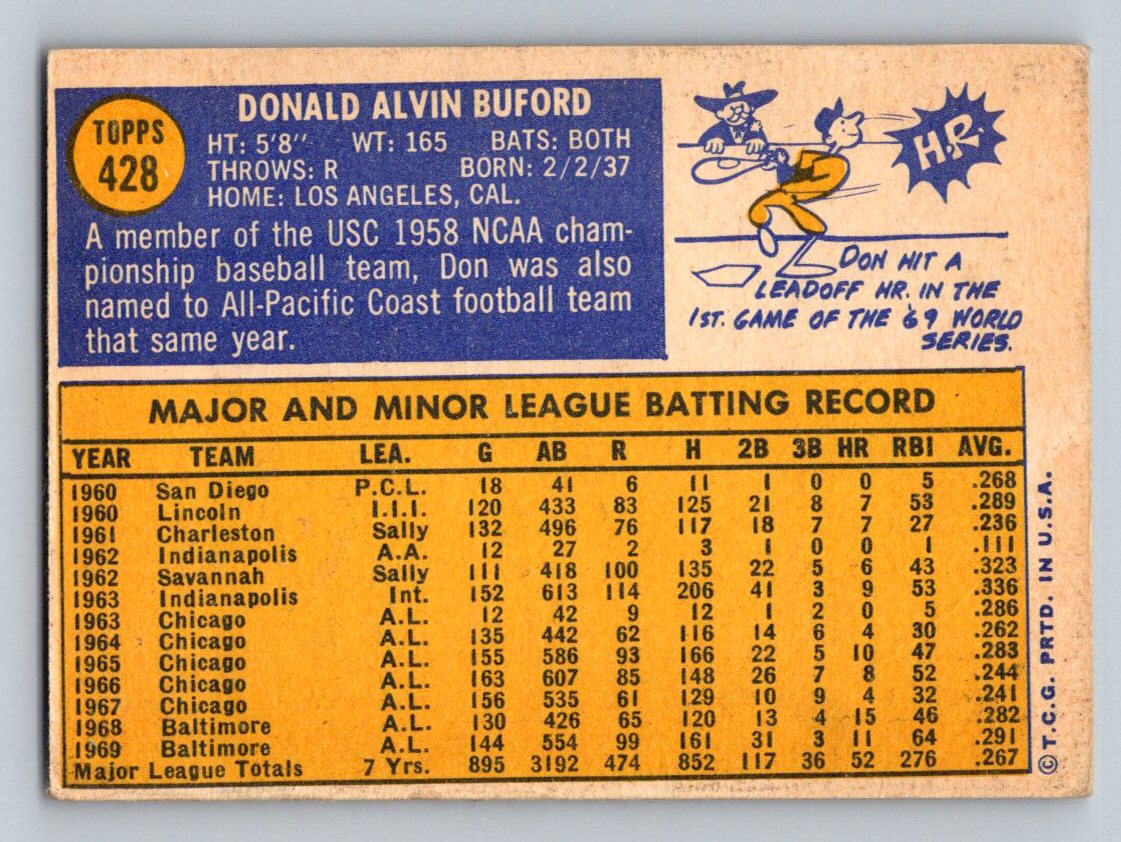 TOPPS
428
DONALD ALVIN BUFORD
HT: 5'8'' WT: 165 BATS: BOTH
THROWS: R BORN: 2/2/37
HOME: LOS ANGELES, CAL.
A member of the USC 1958 NCAA cham-
pionship baseball team, Don was also
named to All-Pacific Coast football team
that same year.
H.R.
DON HIT A
LEADOFF HR. IN THE
1ST. GAME OF THE '69 WORLD
SERIES.
MAJOR AND MINOR LEAGUE BATTING RECORD
YEAR TEAM LEA. G AB R H 2B 3B HR RBI AVG.
1960 San Diego P.C.L. 18 41 6 11 1 0 0 5 .268
1960 Lincoln I.I.I. 120 433 83 125 21 8 7 53 .289
1961 Charleston Sally 132 496 76 117 18 7 7 27 .236
1962 Indianapolis A.A. 12 27 2 3 1 0 0 1 .111
1962 Savannah Sally 111 418 100 135 22 5 6 43 .323
1963 Indianapolis Int. 152 613 114 206 41 3 9 53 .336
1963 Chicago A.L. 12 42 9 12 1 2 0 5 .286
1964 Chicago A.L. 135 442 62 116 14 6 4 30 .262
1965 Chicago A.L. 155 586 93 166 22 5 10 47 .283
1966 Chicago A.L. 163 607 85 148 26 7 8 52 .244
1967 Chicago A.L. 156 535 61 129 10 9 4 32 .241
1968 Baltimore A.L. 130 426 65 120 13 4 15 46 .282
1969 Baltimore A.L. 144 554 99 161 31 3 11 64 .291
Major League Totals 7 Yrs. 895 3192 474 852 117 36 52 276 .267
© T.C.G. PRTD. IN U.S.A.